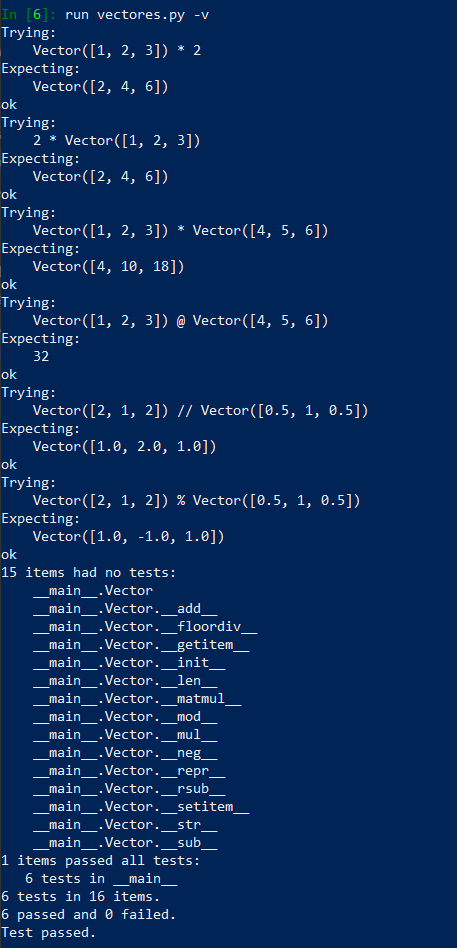 In [6]: run vectores.py -v
Trying:
    Vector([1, 2, 3]) * 2
Expecting:
    Vector([2, 4, 6])
ok
Trying:
    2 * Vector([1, 2, 3])
Expecting:
    Vector([2, 4, 6])
ok
Trying:
    Vector([1, 2, 3]) * Vector([4, 5, 6])
Expecting:
    Vector([4, 10, 18])
ok
Trying:
    Vector([1, 2, 3]) @ Vector([4, 5, 6])
Expecting:
    32
ok
Trying:
    Vector([2, 1, 2]) // Vector([0.5, 1, 0.5])
Expecting:
    Vector([1.0, 2.0, 1.0])
ok
Trying:
    Vector([2, 1, 2]) % Vector([0.5, 1, 0.5])
Expecting:
    Vector([1.0, -1.0, 1.0])
ok
15 items had no tests:
    __main__.Vector
    __main__.Vector.__add__
    __main__.Vector.__floordiv__
    __main__.Vector.__getitem__
    __main__.Vector.__init__
    __main__.Vector.__len__
    __main__.Vector.__matmul__
    __main__.Vector.__mod__
    __main__.Vector.__mul__
    __main__.Vector.__neg__
    __main__.Vector.__repr__
    __main__.Vector.__rsub__
    __main__.Vector.__setitem__
    __main__.Vector.__str__
    __main__.Vector.__sub__
1 items passed all tests:
   6 tests in __main__
6 tests in 16 items.
6 passed and 0 failed.
Test passed.